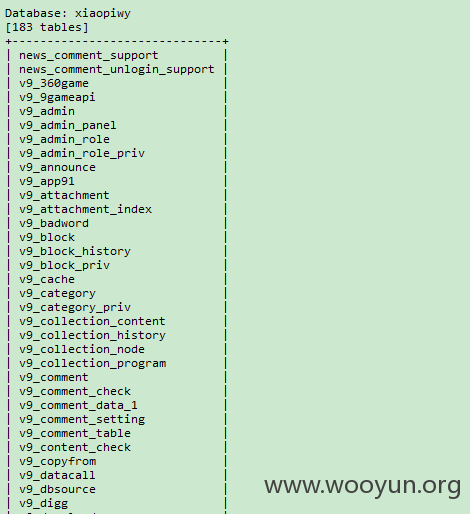 Database: xiaopiwy
[183 tables]
+-------------------------------+
| news_comment_support |
| news_comment_unlogin_support |
| v9_360game |
| v9_9gameapi |
| v9_admin |
| v9_admin_panel |
| v9_admin_role |
| v9_admin_role_priv |
| v9_announce |
| v9_app91 |
| v9_attachment |
| v9_attachment_index |
| v9_badword |
| v9_block |
| v9_block_history |
| v9_block_priv |
| v9_cache |
| v9_category |
| v9_category_priv |
| v9_collection_content |
| v9_collection_history |
| v9_collection_node |
| v9_collection_program |
| v9_comment |
| v9_comment_check |
| v9_comment_data_1 |
| v9_comment_setting |
| v9_comment_table |
| v9_content_check |
| v9_copyfrom |
| v9_datacall |
| v9_dbsource |
| v9_digg |
www.wooyun.org